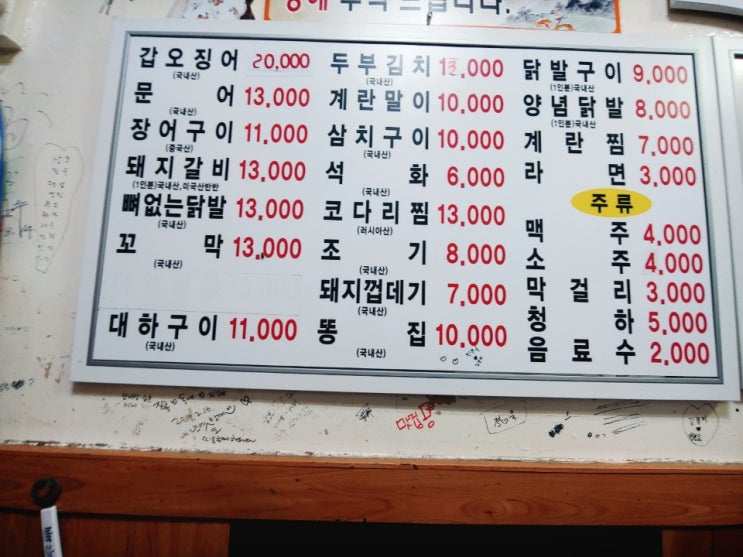 드립니다.
갑오징어 20,000
(국내산)
문어 13,000
(국내산)
장어구이 11,000
(중국산)
돼지갈비 13,000
(1인분)국내산,미국산반반
뼈없는닭발 13,000
(국내산)
꼬막 13,000
(국내산)
대하구이 11,000
(국내산)
두부김치 13,000
(국내산)
계란말이 10,000
삼치구이 10,000
(국내산)
석화 6,000
(국내산)
코다리찜 13,000
(러시아산)
조기 8,000
(국내산)
돼지껍데기 7,000
(국내산)
똥집 10,000
(국내산)
닭발구이 9,000
(1인분)국내산
양념닭발 8,000
(1인분)국내산
계란찜 7,000
라면 3,000
주류
맥주 4,000
소주 4,000
막걸리 3,000
청하 5,000
음료수 2,000